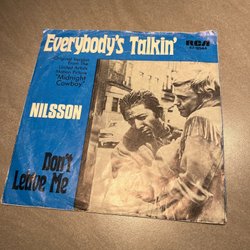 Everybody's Talkin'
RCA
Original Version
From The
United Artists
Motion Picture
"Midnight
Cowboy"
NILSSON
Don't
Leave Me